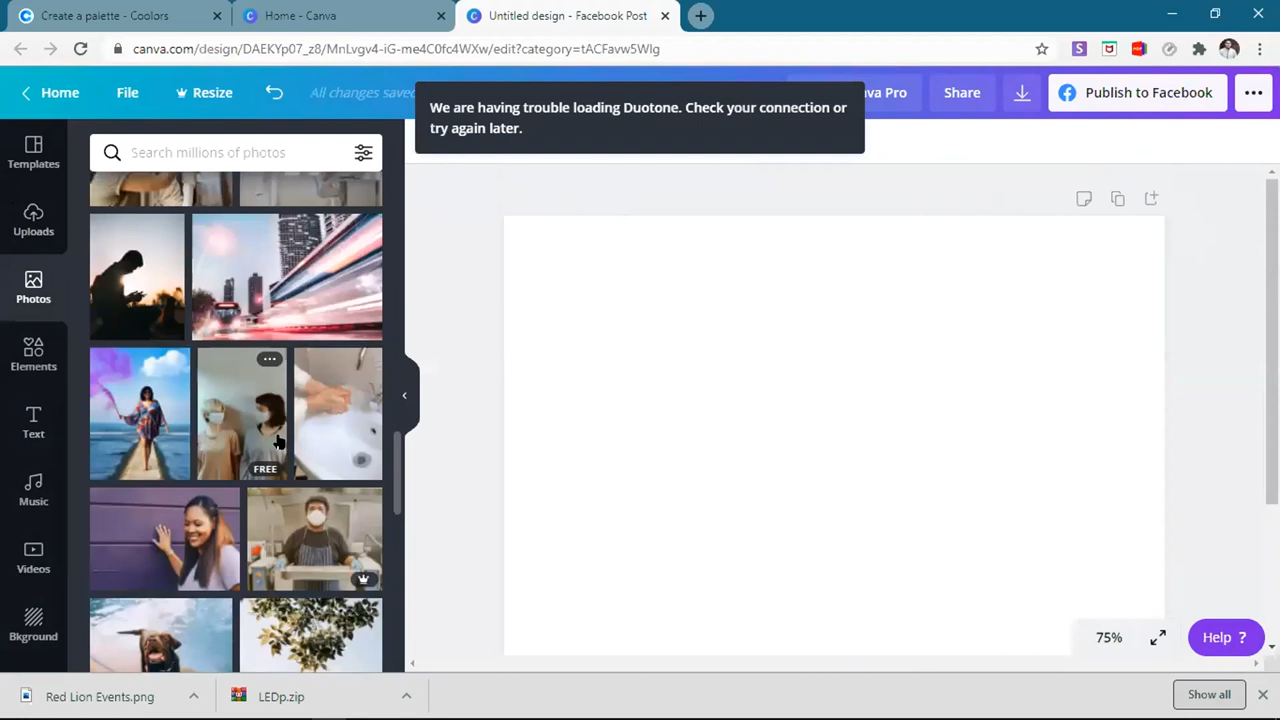 Create a palette - Coolors
Home - Canva
Untitled design - Facebook Post
canva.com/design/DAEKYp07_z8/MnLvgv4-iG-me4C0fc4WXw/edit?category=tACFavw5WIg
Home
File
Resize
All changes saved
We are having trouble loading Duotone. Check your connection or
try again later.
va Pro
Share
Publish to Facebook
Templates
Uploads
Photos
Elements
Text
Music
Videos
Bkground
Search millions of photos
FREE
75%
Help ?
Red Lion Events.png
LEDp.zip
Show all